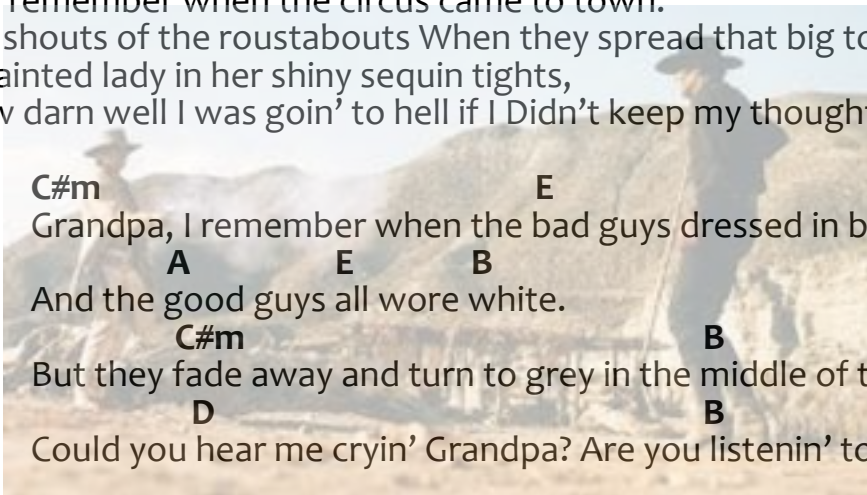 remember when the circus came to town.
shouts of the roustabouts When they spread that big to
ainted lady in her shiny sequin tights,
w darn well I was goin’ to hell if I Didn’t keep my though
C#m E
Grandpa, I remember when the bad guys dressed in b
A E B
And the good guys all wore white.
C#m B
But they fade away and turn to grey in the middle of t
D B
Could you hear me cryin’ Grandpa? Are you listenin’ to